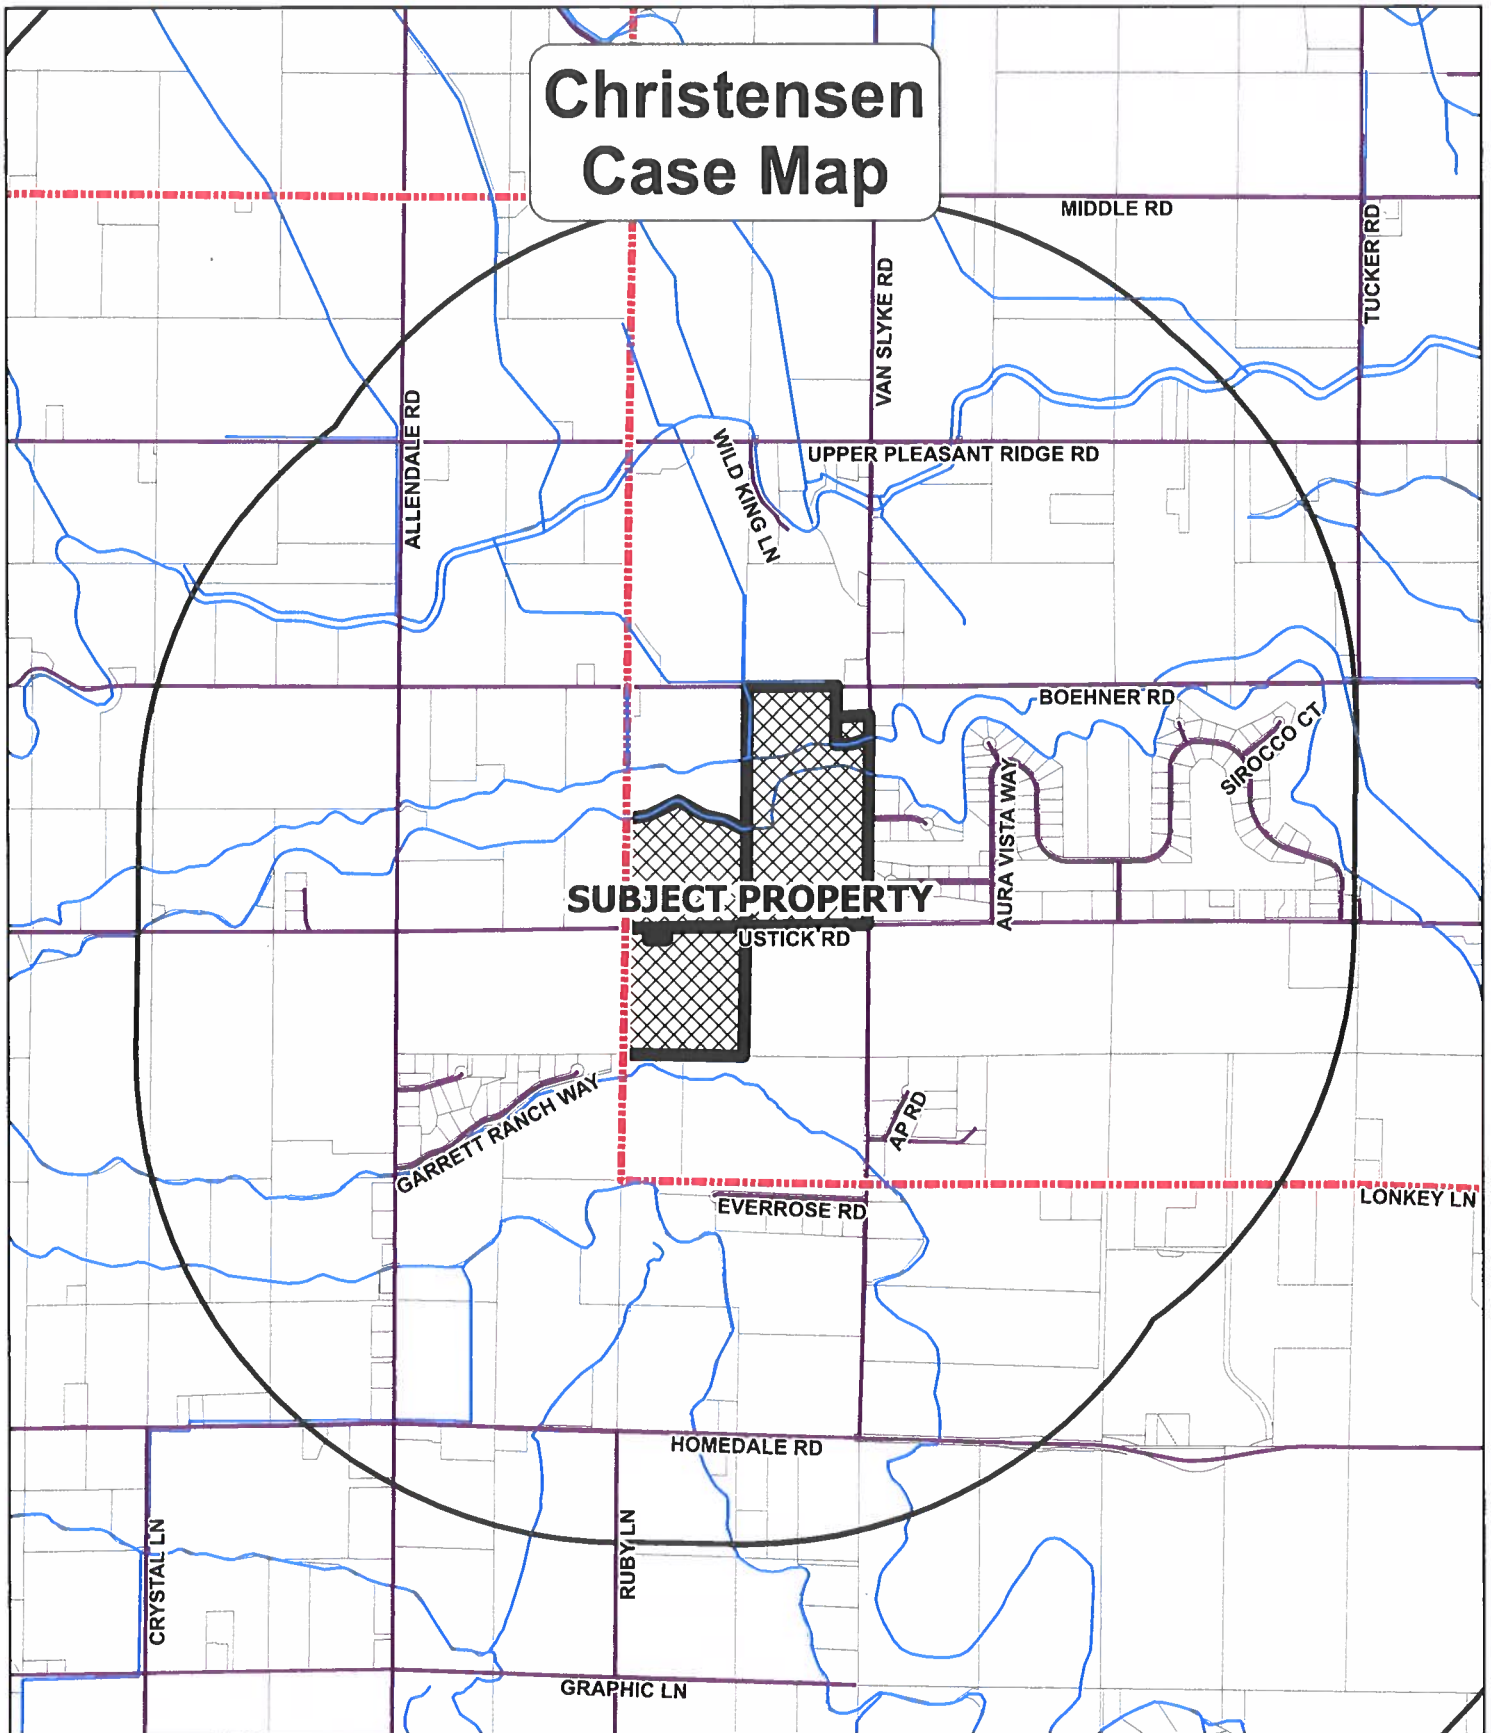 Christensen
Case Map
MIDDLE RD
TUCKER RD
VAN SLYKE RD
ALLENDALE RD
UPPER PLEASANT RIDGE RD
WILD KING LN
BOEHNER RD
SIROCCO CT
AURA VISTA WAY
SUBJECT PROPERTY
USTICK RD
GARRETT RANCH WAY
AP RD
EVERROSE RD
LONKEY LN
HOMEDALE RD
RUBY LN
CRYSTAL LN
GRAPHIC LN